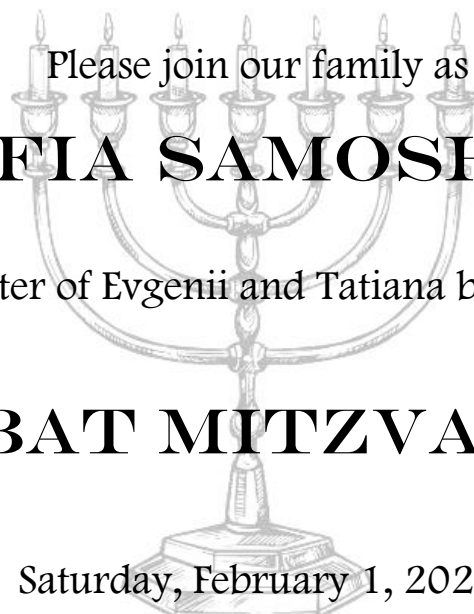 Please join our family as
FIA SAMOSH
ter of Evgenii and Tatiana b
BAT MITZVA
Saturday, February 1, 202